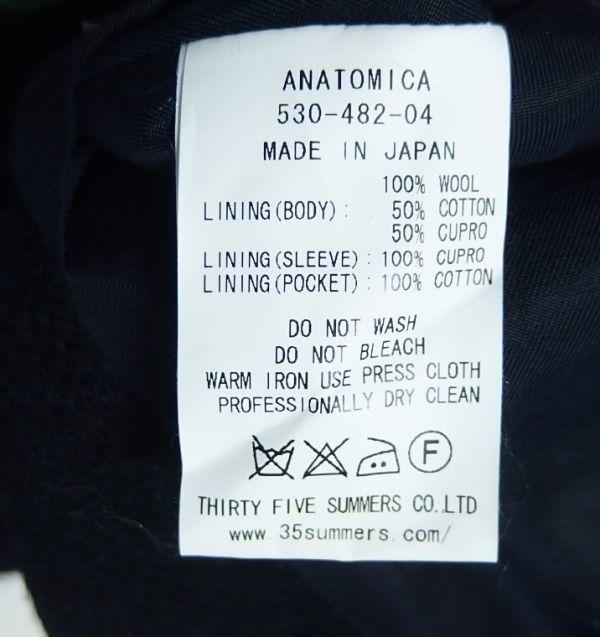 ANATOMICA
530-482-04
MADE IN JAPAN
100% WOOL
LINING(BODY): 50% COTTON
50% CUPRO
LINING(SLEEVE): 100% CUPRO
LINING(POCKET): 100% COTTON
DO NOT WASH
DO NOT BLEACH
WARM IRON USE PRESS CLOTH
PROFESSIONALLY DRY CLEAN
F
THIRTY FIVE SUMMERS CO.LTD
www.35summers.com/